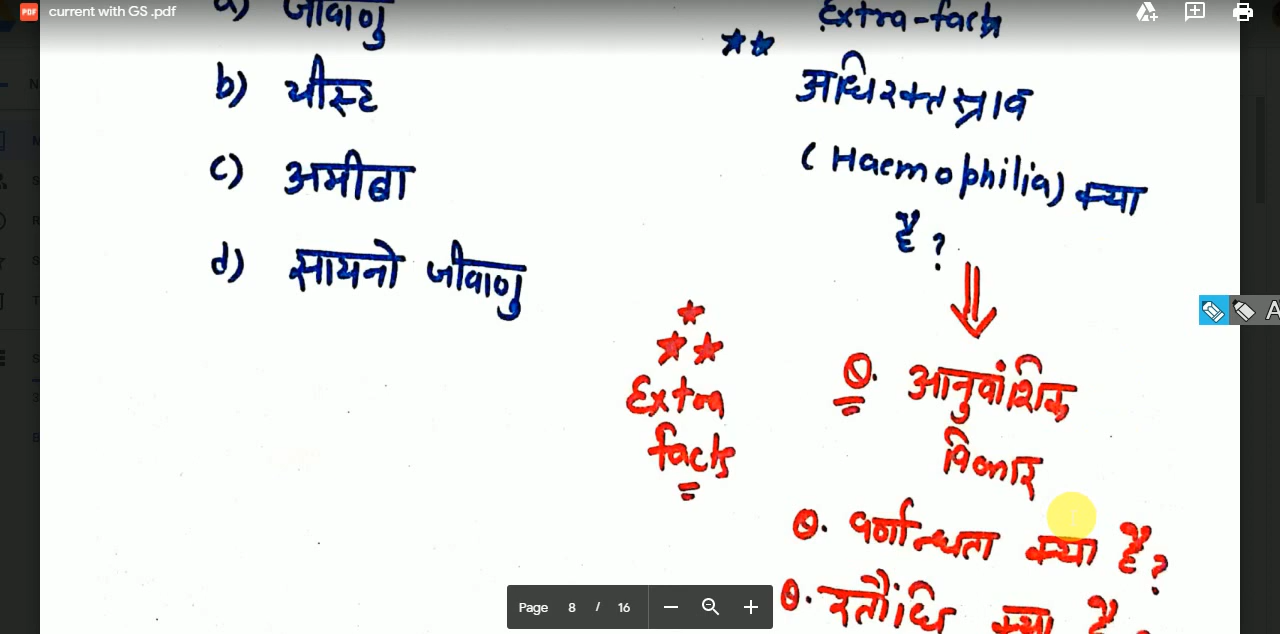 current with GS .pdf
a) जीवाणु
b) यीस्ट
c) अमीबा
d) सायनो जीवाणु
Extra-facts
अधिरक्तस्त्राव
(Haemophilia) क्या
है ?
Extra
facts
Q. आनुवांशिक
विकार
Q. वर्णान्धता क्या है ?
Q. रतौंधि क्या है
Page 8 / 16
A